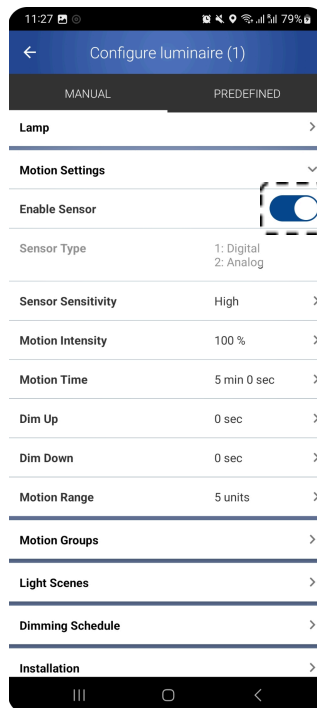 11:27 79%
Configure luminaire (1)
MANUAL PREDEFINED
Lamp
Motion Settings
Enable Sensor
Sensor Type 1: Digital
2: Analog
Sensor Sensitivity High
Motion Intensity 100 %
Motion Time 5 min 0 sec
Dim Up 0 sec
Dim Down 0 sec
Motion Range 5 units
Motion Groups
Light Scenes
Dimming Schedule
Installation